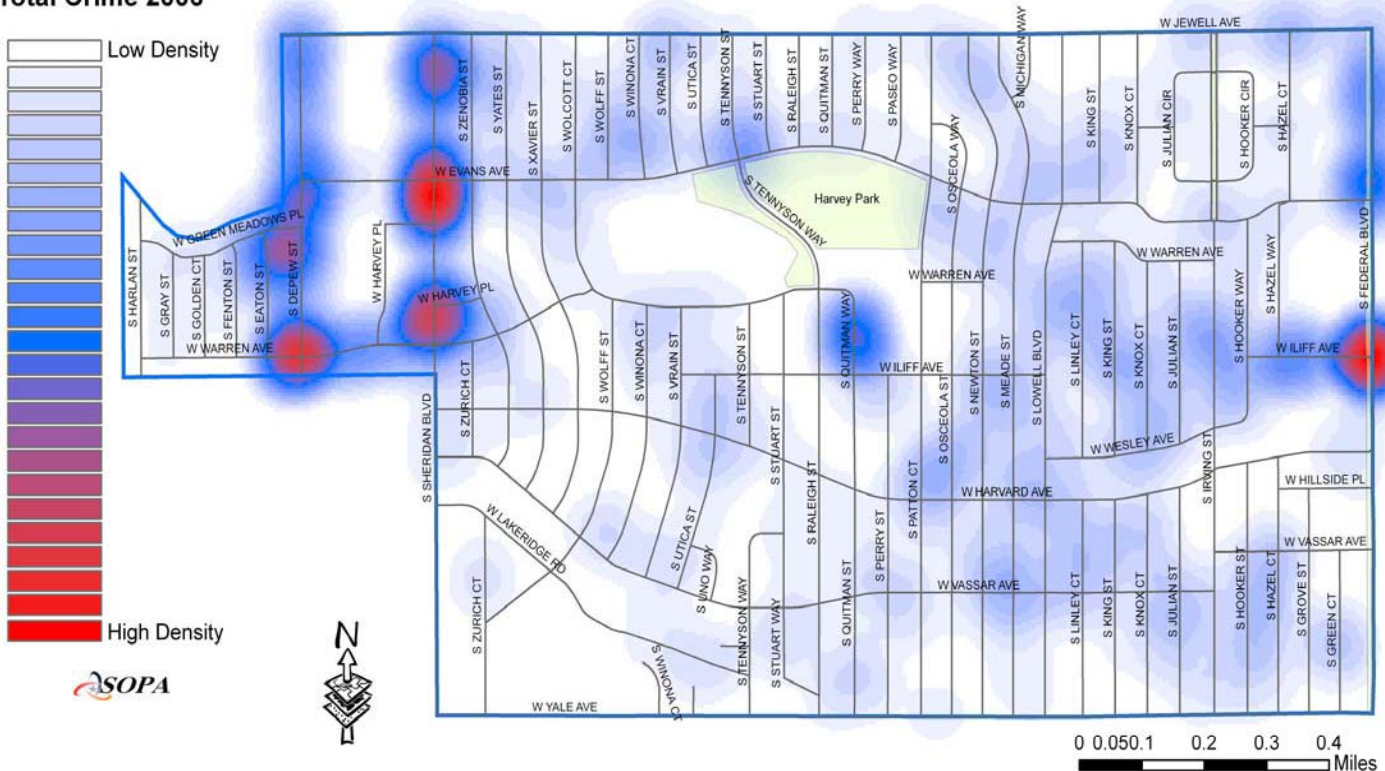 Total Crime
Low Density
High Density
SOPA
N
W JEWELL AVE
S MICHIGAN WAY
S ZENOBIA ST
S YATES ST
S XAVIER ST
S WOLCOTT CT
S WOLFF ST
S WINONA CT
S VRAIN ST
S UTICA ST
S TENNYSON ST
S STUART ST
S RALEIGH ST
S QUITMAN ST
S PERRY WAY
S PASEO WAY
S OSCEOLA WAY
S KING ST
S KNOX CT
S JULIAN CIR
S HOOKER CIR
S HAZEL CT
W EVANS AVE
Harvey Park
S TENNYSON WAY
W GREEN MEADOWS PL
S HARLAN ST
S GRAY ST
S GOLDEN CT
S FENTON ST
S EATON ST
S DEPEW ST
W HARVEY PL
W HARVEY PL
W WARREN AVE
W WARREN AVE
W WARREN AVE
S FEDERAL BLVD
S HAZEL WAY
S HOOKER WAY
W ILIFF AVE
W ILIFF AVE
S SHERIDAN BLVD
S ZURICH CT
S WOLFF ST
S WINONA CT
S VRAIN ST
S TENNYSON ST
S STUART ST
S RALEIGH ST
S QUITMAN WAY
S PATTON CT
S OSCEOLA ST
S NEWTON ST
S MEADE ST
S LOWELL BLVD
S LINLEY CT
S KING ST
S KNOX CT
S JULIAN ST
W WESLEY AVE
S IRVING ST
W HARVARD AVE
W HILLSIDE PL
W LAKERIDGE RD
S ZURICH CT
S UTICA ST
S UNO WAY
S TENNYSON WAY
S STUART WAY
S QUITMAN ST
S PERRY ST
W VASSAR AVE
W VASSAR AVE
S LINLEY CT
S KING ST
S KNOX CT
S JULIAN ST
S HOOKER ST
S HAZEL CT
S GROVE ST
S GREEN CT
S WINONA CT
W YALE AVE
0 0.050.1 0.2 0.3 0.4
Miles